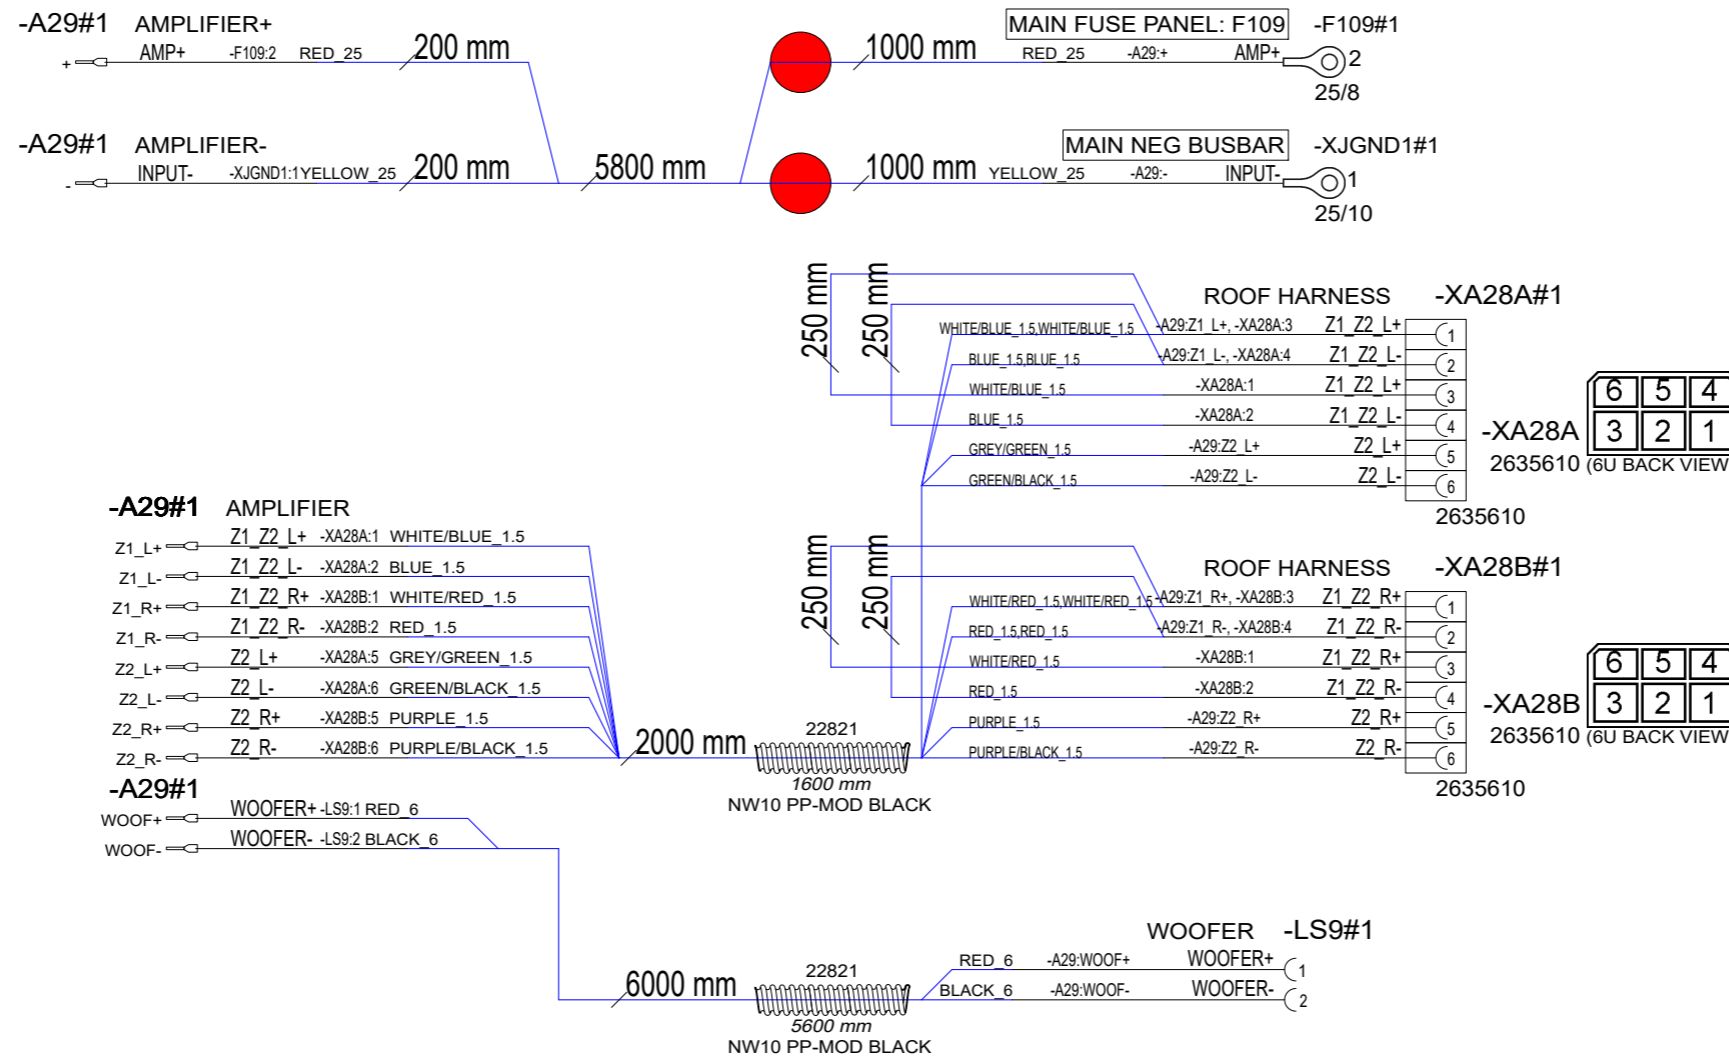 -A29#1 AMPLIFIER+
+ AMP+ -F109:2 RED_25 200 mm
MAIN FUSE PANEL: F109 -F109#1
1000 mm RED_25 -A29:+ AMP+ 2
25/8
-A29#1 AMPLIFIER-
- INPUT- -XJGND1:1 YELLOW_25 200 mm
5800 mm
MAIN NEG BUSBAR -XJGND1#1
1000 mm YELLOW_25 -A29:- INPUT- 1
25/10
250 mm 250 mm
ROOF HARNESS -XA28A#1
WHITE/BLUE_1.5,WHITE/BLUE_1.5 -A29:Z1_L+, -XA28A:3 Z1_Z2_L+ 1
BLUE_1.5,BLUE_1.5 -A29:Z1_L-, -XA28A:4 Z1_Z2_L- 2
WHITE/BLUE_1.5 -XA28A:1 Z1_Z2_L+ 3
BLUE_1.5 -XA28A:2 Z1_Z2_L- 4
GREY/GREEN_1.5 -A29:Z2_L+ Z2_L+ 5
GREEN/BLACK_1.5 -A29:Z2_L- Z2_L- 6
2635610
6 5 4
-XA28A 3 2 1
2635610 (6U BACK VIEW
-A29#1 AMPLIFIER
Z1_L+ Z1_Z2_L+ -XA28A:1 WHITE/BLUE_1.5
Z1_L- Z1_Z2_L- -XA28A:2 BLUE_1.5
Z1_R+ Z1_Z2_R+ -XA28B:1 WHITE/RED_1.5
Z1_R- Z1_Z2_R- -XA28B:2 RED_1.5
Z2_L+ Z2_L+ -XA28A:5 GREY/GREEN_1.5
Z2_L- Z2_L- -XA28A:6 GREEN/BLACK_1.5
Z2_R+ Z2_R+ -XA28B:5 PURPLE_1.5
Z2_R- Z2_R- -XA28B:6 PURPLE/BLACK_1.5
2000 mm
22821
1600 mm
NW10 PP-MOD BLACK
250 mm 250 mm
ROOF HARNESS -XA28B#1
WHITE/RED_1.5,WHITE/RED_1.5 -A29:Z1_R+, -XA28B:3 Z1_Z2_R+ 1
RED_1.5,RED_1.5 -A29:Z1_R-, -XA28B:4 Z1_Z2_R- 2
WHITE/RED_1.5 -XA28B:1 Z1_Z2_R+ 3
RED_1.5 -XA28B:2 Z1_Z2_R- 4
PURPLE_1.5 -A29:Z2_R+ Z2_R+ 5
PURPLE/BLACK_1.5 -A29:Z2_R- Z2_R- 6
2635610
6 5 4
-XA28B 3 2 1
2635610 (6U BACK VIEW
-A29#1
WOOF+ WOOFER+ -LS9:1 RED_6
WOOF- WOOFER- -LS9:2 BLACK_6
6000 mm
22821
5600 mm
NW10 PP-MOD BLACK
WOOFER -LS9#1
RED_6 -A29:WOOF+ WOOFER+ 1
BLACK_6 -A29:WOOF- WOOFER- 2